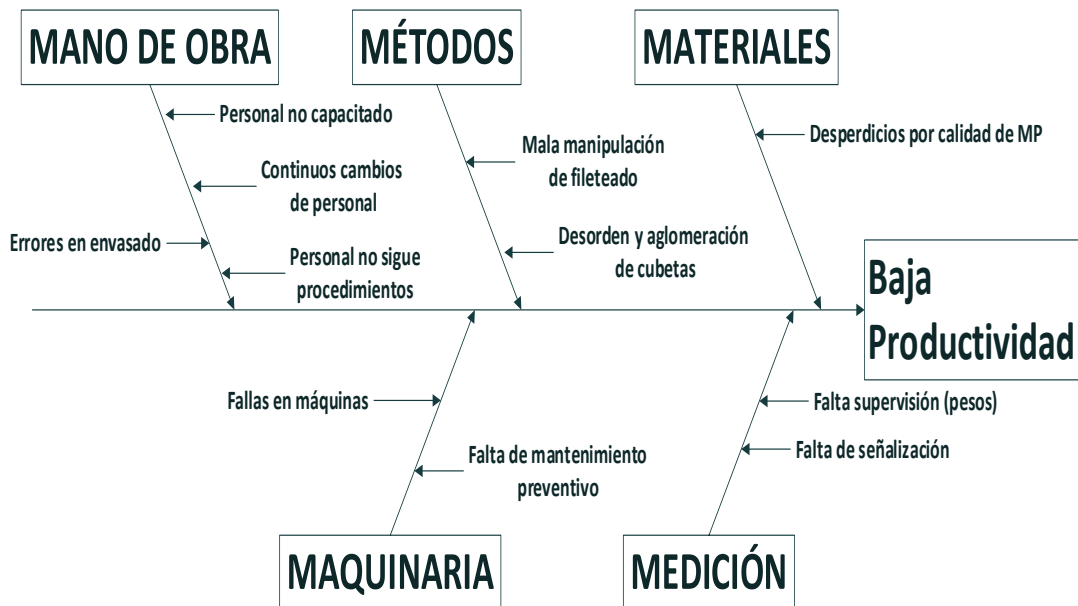 MANO DE OBRA
MÉTODOS
MATERIALES
Personal no capacitado
Continuos cambios
de personal
Errores en envasado
Personal no sigue
procedimientos
Mala manipulación
de fileteado
Desorden y aglomeración
de cubetas
Desperdicios por calidad de MP
Baja
Productividad
Fallas en máquinas
Falta de mantenimiento
preventivo
Falta supervisión (pesos)
Falta de señalización
MAQUINARIA
MEDICIÓN